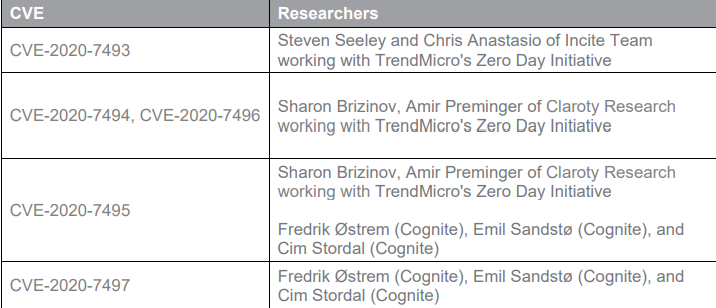 CVE
Researchers
CVE-2020-7493
Steven Seeley and Chris Anastasio of Incite Team
working with TrendMicro's Zero Day Initiative
CVE-2020-7494, CVE-2020-7496
Sharon Brizinov, Amir Preminger of Claroty Research
working with TrendMicro's Zero Day Initiative
CVE-2020-7495
Sharon Brizinov, Amir Preminger of Claroty Research
working with TrendMicro's Zero Day Initiative
Fredrik Østrem (Cognite), Emil Sandstø (Cognite), and
Cim Stordal (Cognite)
CVE-2020-7497
Fredrik Østrem (Cognite), Emil Sandstø (Cognite), and
Cim Stordal (Cognite)